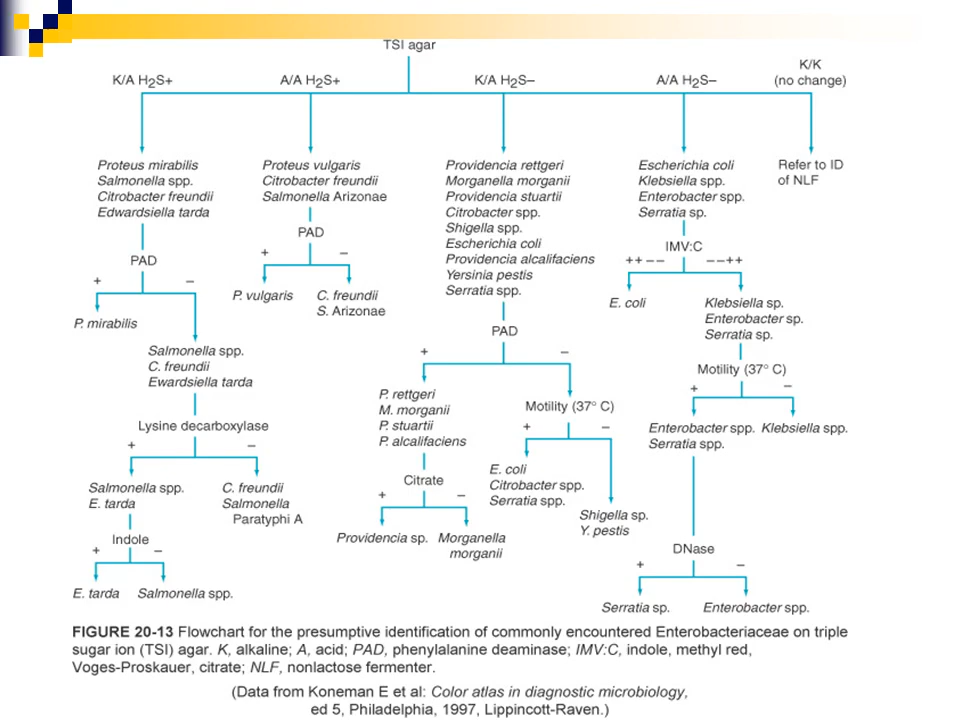 TSI agar
K/A H2S+
A/A H2S+
K/A H2S–
A/A H2S–
K/K
(no change)
Proteus mirabilis
Salmonella spp.
Citrobacter freundii
Edwardsiella tarda
PAD
+
–
P. mirabilis
Salmonella spp.
C. freundii
Ewardsiella tarda
Lysine decarboxylase
+
–
Salmonella spp.
E. tarda
C. freundii
Salmonella
Paratyphi A
Indole
+
–
E. tarda
Salmonella spp.
Proteus vulgaris
Citrobacter freundii
Salmonella Arizonae
PAD
+
–
P. vulgaris
C. freundii
S. Arizonae
Providencia rettgeri
Morganella morganii
Providencia stuartii
Citrobacter spp.
Shigella spp.
Escherichia coli
Providencia alcalifaciens
Yersinia pestis
Serratia spp.
PAD
+
–
P. rettgeri
M. morganii
P. stuartii
P. alcalifaciens
Citrate
+
–
Providencia sp.
Morganella
morganii
Motility (37° C)
+
–
E. coli
Citrobacter spp.
Serratia spp.
Shigella sp.
Y. pestis
Escherichia coli
Klebsiella spp.
Enterobacter spp.
Serratia sp.
IMV:C
++––
––++
E. coli
Klebsiella sp.
Enterobacter sp.
Serratia sp.
Motility (37° C)
+
–
Enterobacter spp.
Serratia spp.
Klebsiella spp.
DNase
+
–
Serratia sp.
Enterobacter spp.
Refer to ID
of NLF
FIGURE 20-13 Flowchart for the presumptive identification of commonly encountered Enterobacteriaceae on triple
sugar ion (TSI) agar. K, alkaline; A, acid; PAD, phenylalanine deaminase; IMV:C, indole, methyl red,
Voges-Proskauer, citrate; NLF, nonlactose fermenter.
(Data from Koneman E et al: Color atlas in diagnostic microbiology,
ed 5, Philadelphia, 1997, Lippincott-Raven.)